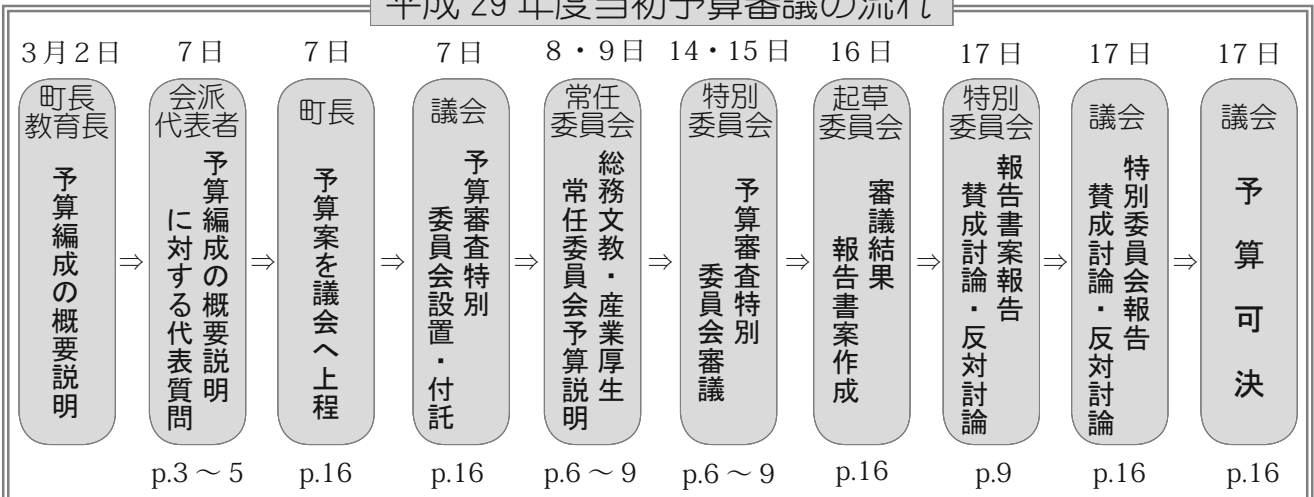 平成 29 年度当初予算審議の流れ
3月2日
町長
教育長
予算編成の概要説明
⇒
7日
会派
代表者
予算編成の概要説明
に対する代表質問
p.3 ～ 5
⇒
7日
町長
予算案を議会へ上程
p.16
⇒
7日
議会
予算審査特別
委員会設置・付託
p.16
⇒
8・9日
常任
委員会
総務文教・産業厚生
常任委員会予算説明
p.6 ～ 9
⇒
14・15日
特別
委員会
予算審査特別
委員会審議
p.6 ～ 9
⇒
16日
起草
委員会
審議結果
報告書案作成
p.16
⇒
17日
特別
委員会
報告書案報告
賛成討論・反対討論
p.9
⇒
17日
議会
特別委員会報告
賛成討論・反対討論
p.16
⇒
17日
議会
予算可決
p.16